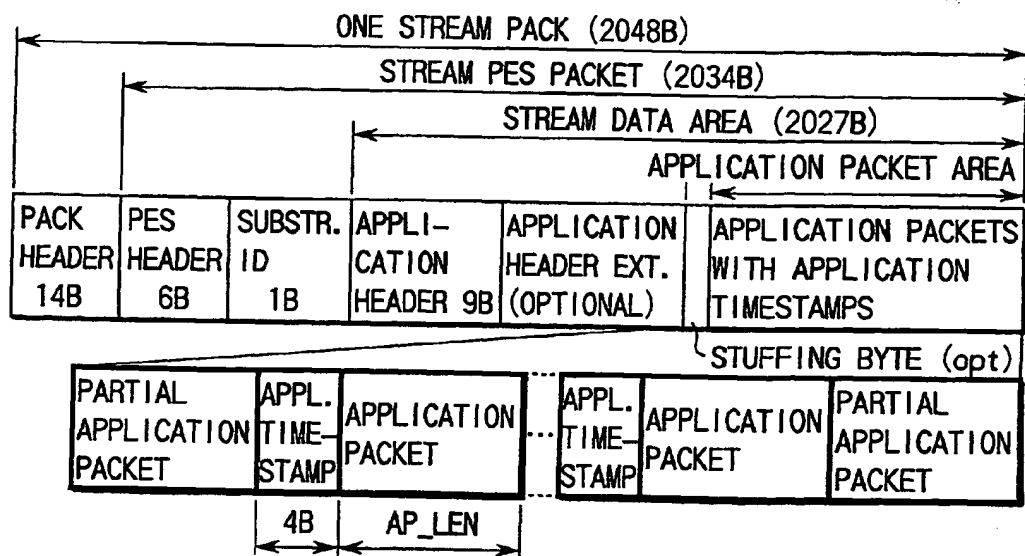 ONE STREAM PACK (2048B)
STREAM PES PACKET (2034B)
STREAM DATA AREA (2027B)
APPLICATION PACKET AREA
PACK
HEADER
14B
PES
HEADER
6B
SUBSTR.
ID
1B
APPLI-
CATION
HEADER 9B
APPLICATION
HEADER EXT.
(OPTIONAL)
APPLICATION PACKETS
WITH APPLICATION
TIMESTAMPS
STUFFING BYTE (opt)
PARTIAL
APPLICATION
PACKET
APPL.
TIME-
STAMP
APPLICATION
PACKET
APPL.
TIME-
STAMP
APPLICATION
PACKET
PARTIAL
APPLICATION
PACKET
4B
AP_LEN